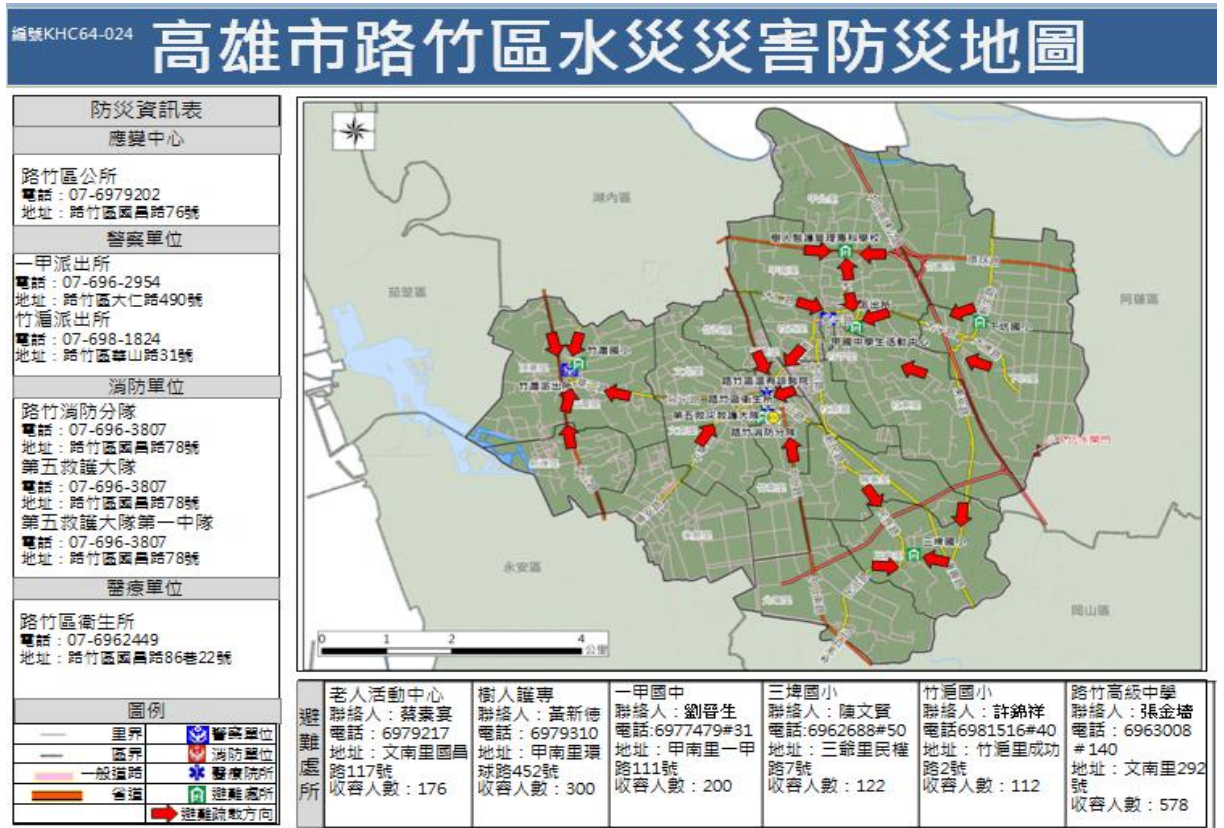 編號KHC64-024
高雄市路竹區水災災害防災地圖
防災資訊表
應變中心
路竹區公所
電話：07-6979202
地址：路竹區國昌路76號
警察單位
一甲派出所
電話：07-696-2954
地址：路竹區大仁路490號
竹滬派出所
電話：07-698-1824
地址：路竹區華山路31號
消防單位
路竹消防分隊
電話：07-696-3807
地址：路竹區國昌路78號
第五救護大隊
電話：07-696-3807
地址：路竹區國昌路78號
第五救護大隊第一中隊
電話：07-696-3807
地址：路竹區國昌路78號
醫療單位
路竹區衛生所
電話：07-6962449
地址：路竹區國昌路86巷22號
圖例
里界
警察單位
區界
消防單位
一般道路
醫療院所
省道
避難處所
避難疏散方向
湖內區
茄萣區
阿蓮區
永安區
岡山區
樹人醫護管理專科學校
環球路
竹滬國小
竹滬派出所
下坑國小
路竹區衛生所
第五救災救護大隊
路竹消防分隊
三埤國小
0 1 2 4
公里
避難處所
老人活動中心
聯絡人：蔡素宴
電話：6979217
地址：文南里國昌
路117號
收容人數：176
樹人護專
聯絡人：黃新德
電話：6979310
地址：甲南里環
球路452號
收容人數：300
一甲國中
聯絡人：劉晉生
電話:6977479#31
地址：甲南里一甲
路111號
收容人數：200
三埤國小
聯絡人：陳文賢
電話:6962688#50
地址：三爺里民權
路7號
收容人數：122
竹滬國小
聯絡人：許錦祥
電話:6981516#40
地址：竹滬里成功
路2號
收容人數：112
路竹高級中學
聯絡人：張金墻
電話：6963008
#140
地址：文南里292
號
收容人數：578